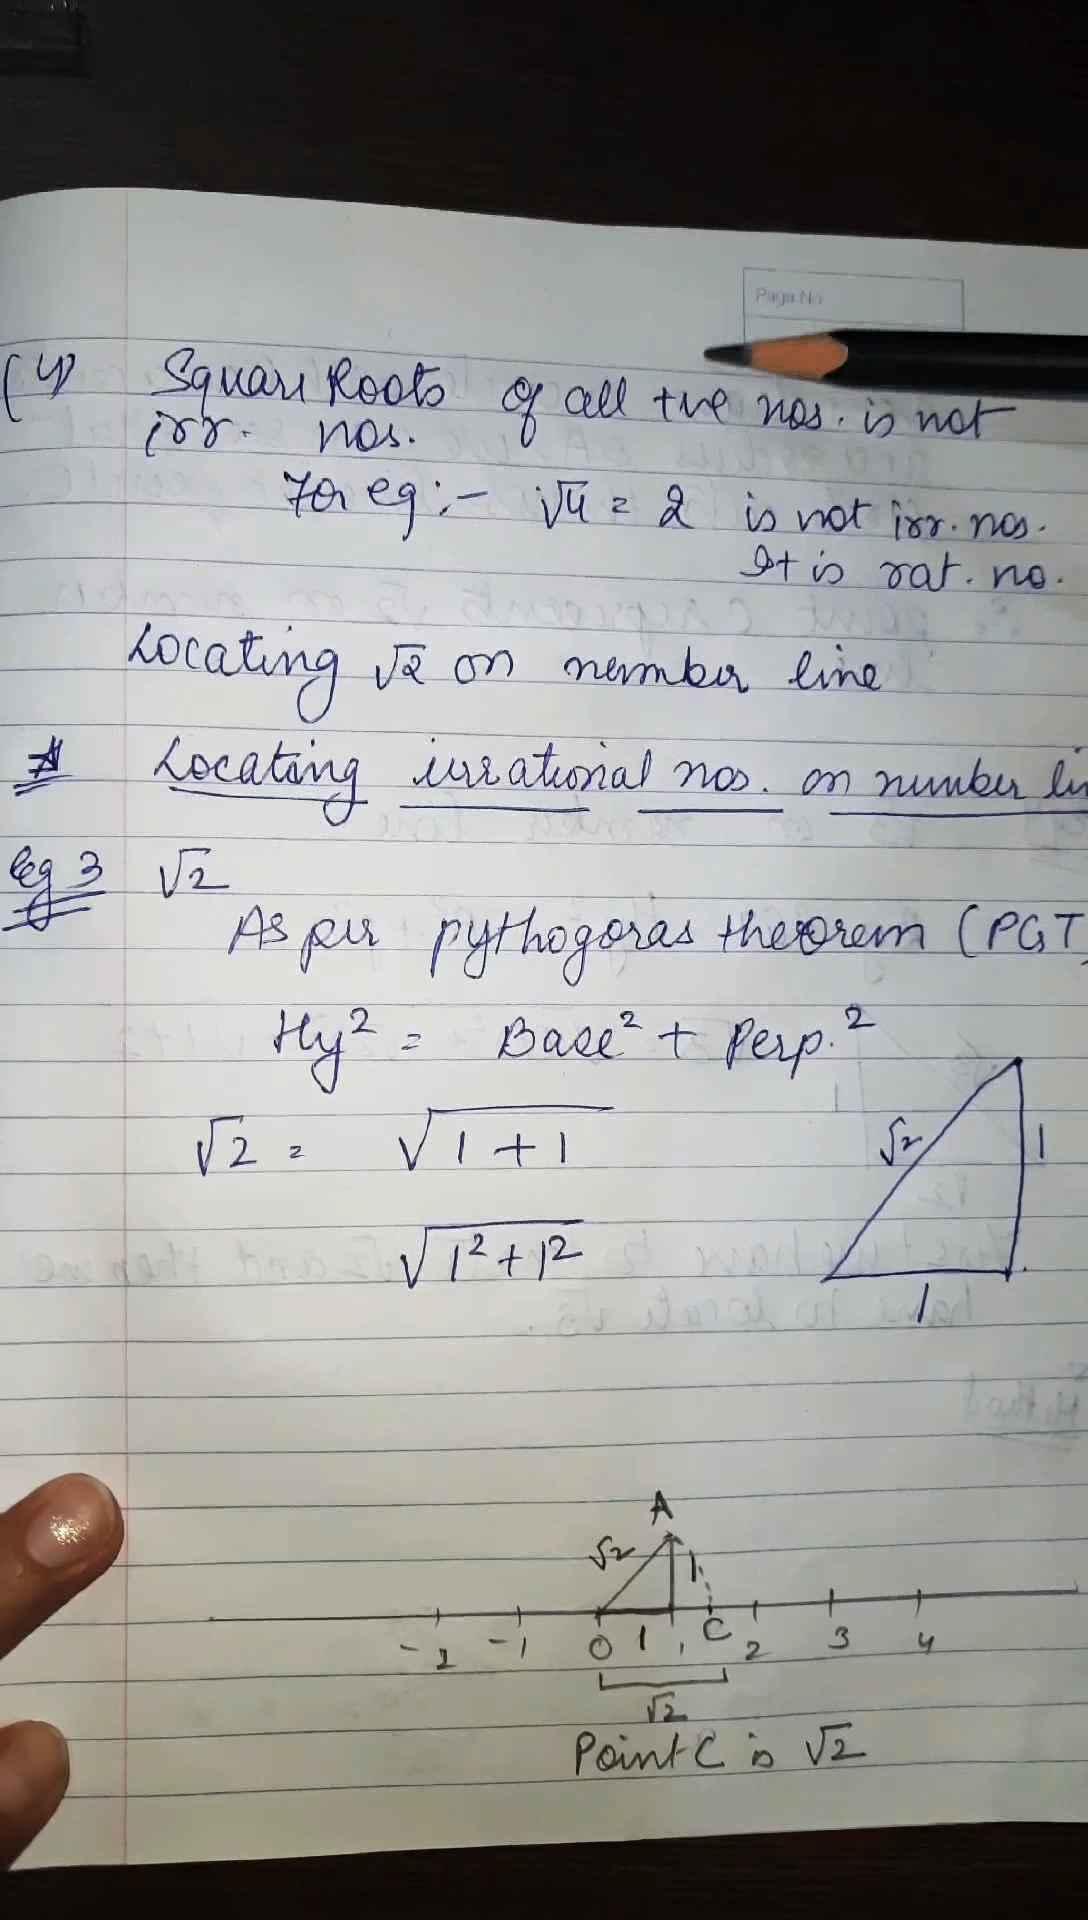 Page No
(4) Square Roots of all +ve nos. is not
irr. nos.
For eg:- √4 = 2 is not irr. nos.
It is rat. no.
Locating √2 on number line
Locating irrational nos. on number lin
Eg 3 √2
As per pythogoras theorem (PGT
Hy² = Base² + Perp.²
√2 = √1+1
√1²+1²
√2 1
1
A
√2 1
-2 -1 0 1 1 C 2 3 4
√2
Point C is √2